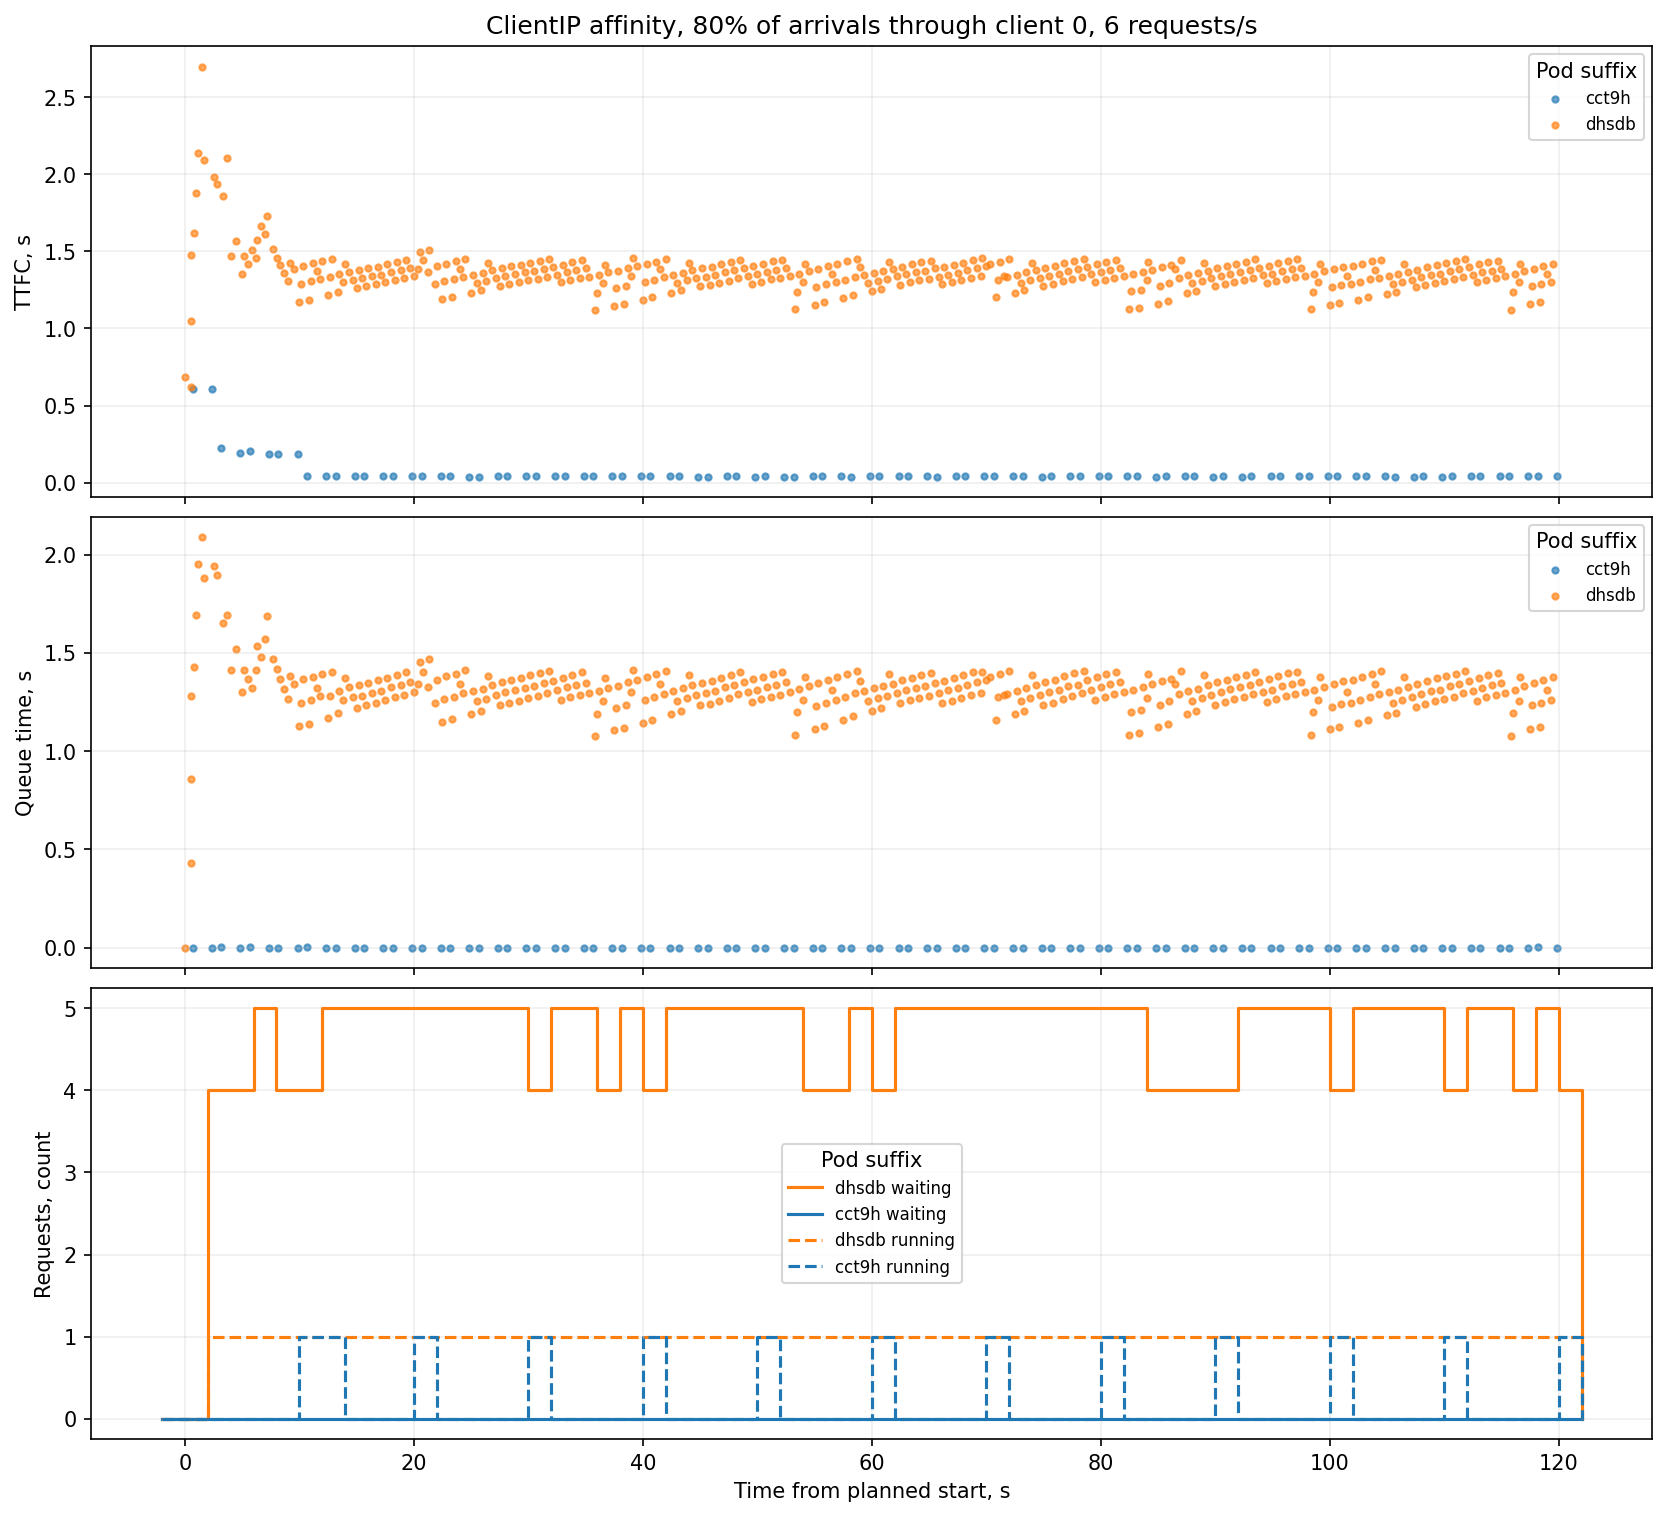 ClientIP affinity, 80% of arrivals through client 0, 6 requests/s
TTFC, s
2.5
2.0
1.5
1.0
0.5
0.0
Pod suffix
cct9h
dhsdb
Queue time, s
2.0
1.5
1.0
0.5
0.0
Pod suffix
cct9h
dhsdb
Requests, count
5
4
3
2
1
0
Pod suffix
dhsdb waiting
cct9h waiting
dhsdb running
cct9h running
0 20 40 60 80 100 120
Time from planned start, s